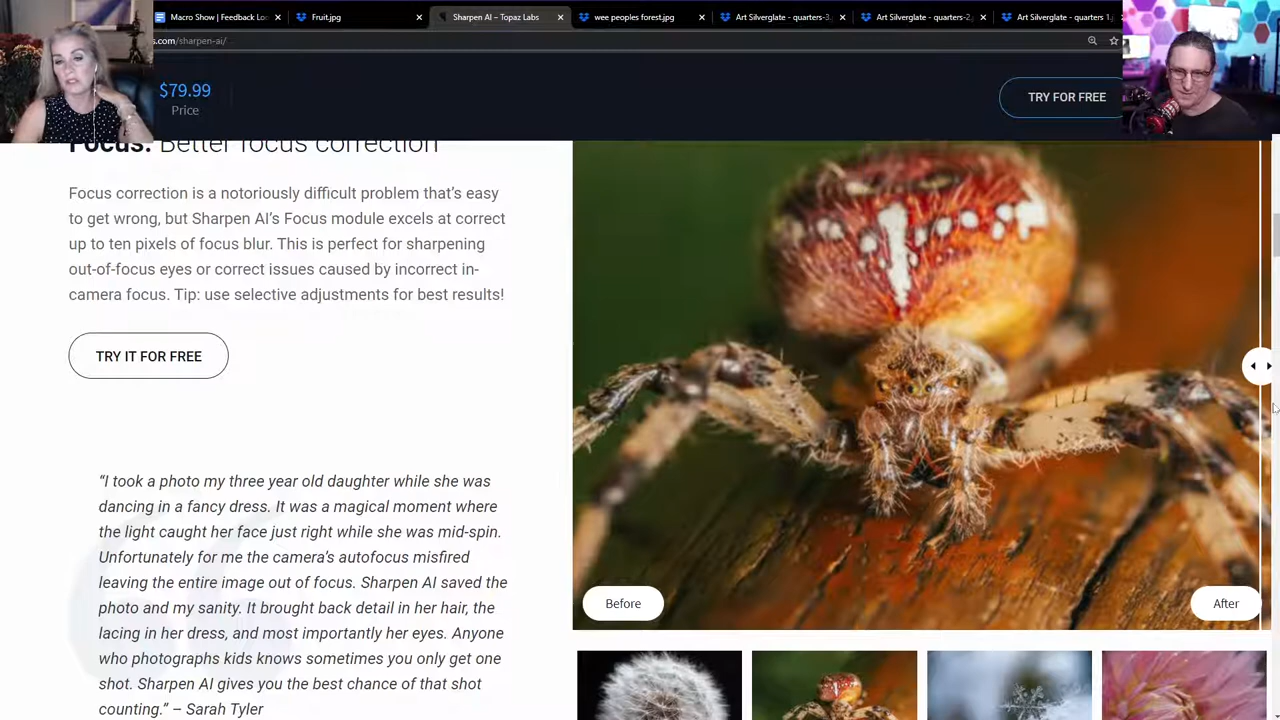 Macro Show | Feedback Lo
Fruit.jpg
Sharpen AI – Topaz Labs
wee peoples forest.jpg
Art Silverglate - quarters-3.
Art Silverglate - quarters-2.
Art Silverglate - quarters 1.j
s.com/sharpen-ai/
$79.99
Price
TRY FOR FREE
Focus: Better focus correction
Focus correction is a notoriously difficult problem that's easy
to get wrong, but Sharpen AI's Focus module excels at correct
up to ten pixels of focus blur. This is perfect for sharpening
out-of-focus eyes or correct issues caused by incorrect in-
camera focus. Tip: use selective adjustments for best results!
TRY IT FOR FREE
“I took a photo my three year old daughter while she was
dancing in a fancy dress. It was a magical moment where
the light caught her face just right while she was mid-spin.
Unfortunately for me the camera's autofocus misfired
leaving the entire image out of focus. Sharpen AI saved the
photo and my sanity. It brought back detail in her hair, the
lacing in her dress, and most importantly her eyes. Anyone
who photographs kids knows sometimes you only get one
shot. Sharpen AI gives you the best chance of that shot
counting.” – Sarah Tyler
Before
After